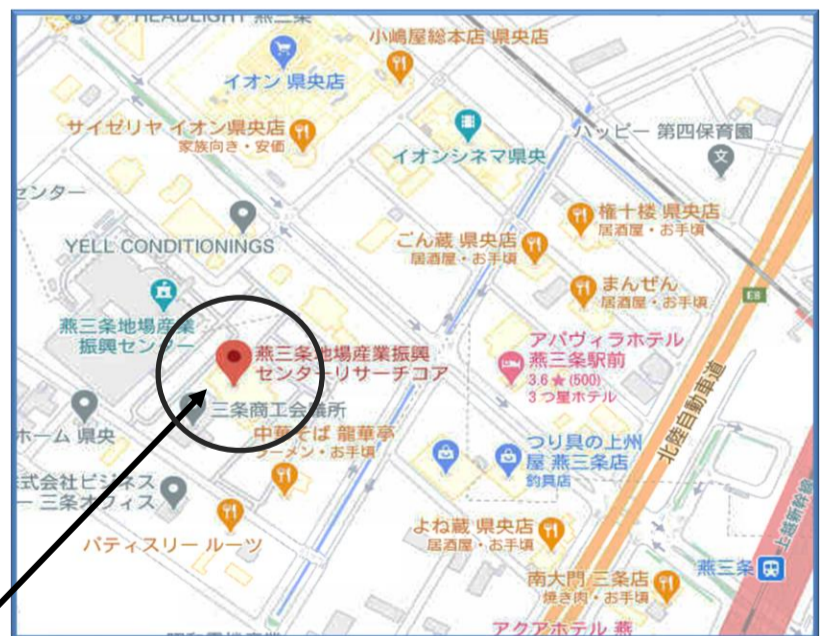 289
HEADLIGHT 燕三条
小嶋屋総本店 県央店
イオン 県央店
サイゼリヤ イオン県央店
家族向き・安価
イオンシネマ県央
ハッピー 第四保育園
文
センター
YELL CONDITIONINGS
ごん蔵 県央店
居酒屋・お手頃
権十楼 県央店
居酒屋・お手頃
まんぜん
居酒屋・お手頃
E8
燕三条地場産業
振興センター
燕三条地場産業振興
センターリサーチコア
アパヴィラホテル
燕三条駅前
3.6 ★ (500)
3 つ星ホテル
北陸自動車道
三条商工会議所
ホーム 県央
中華そば 龍華亭
ラーメン・お手頃
つり具の上州
屋 燕三条店
釣具店
式会社ビジネス
ー 三条オフィス
パティスリー ルーツ
よね蔵 県央店
居酒屋・お手頃
上越新幹線
燕三条
南大門 三条店
焼き肉・お手頃
アクアホテル 燕